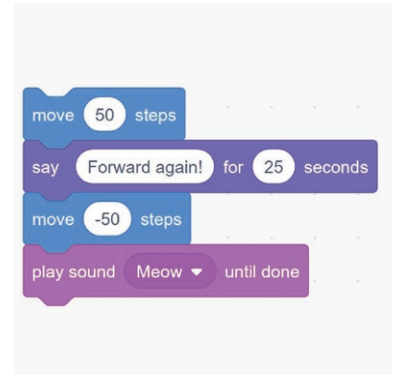 move 50 steps
say Forward again! for 25 seconds
move -50 steps
play sound Meow until done